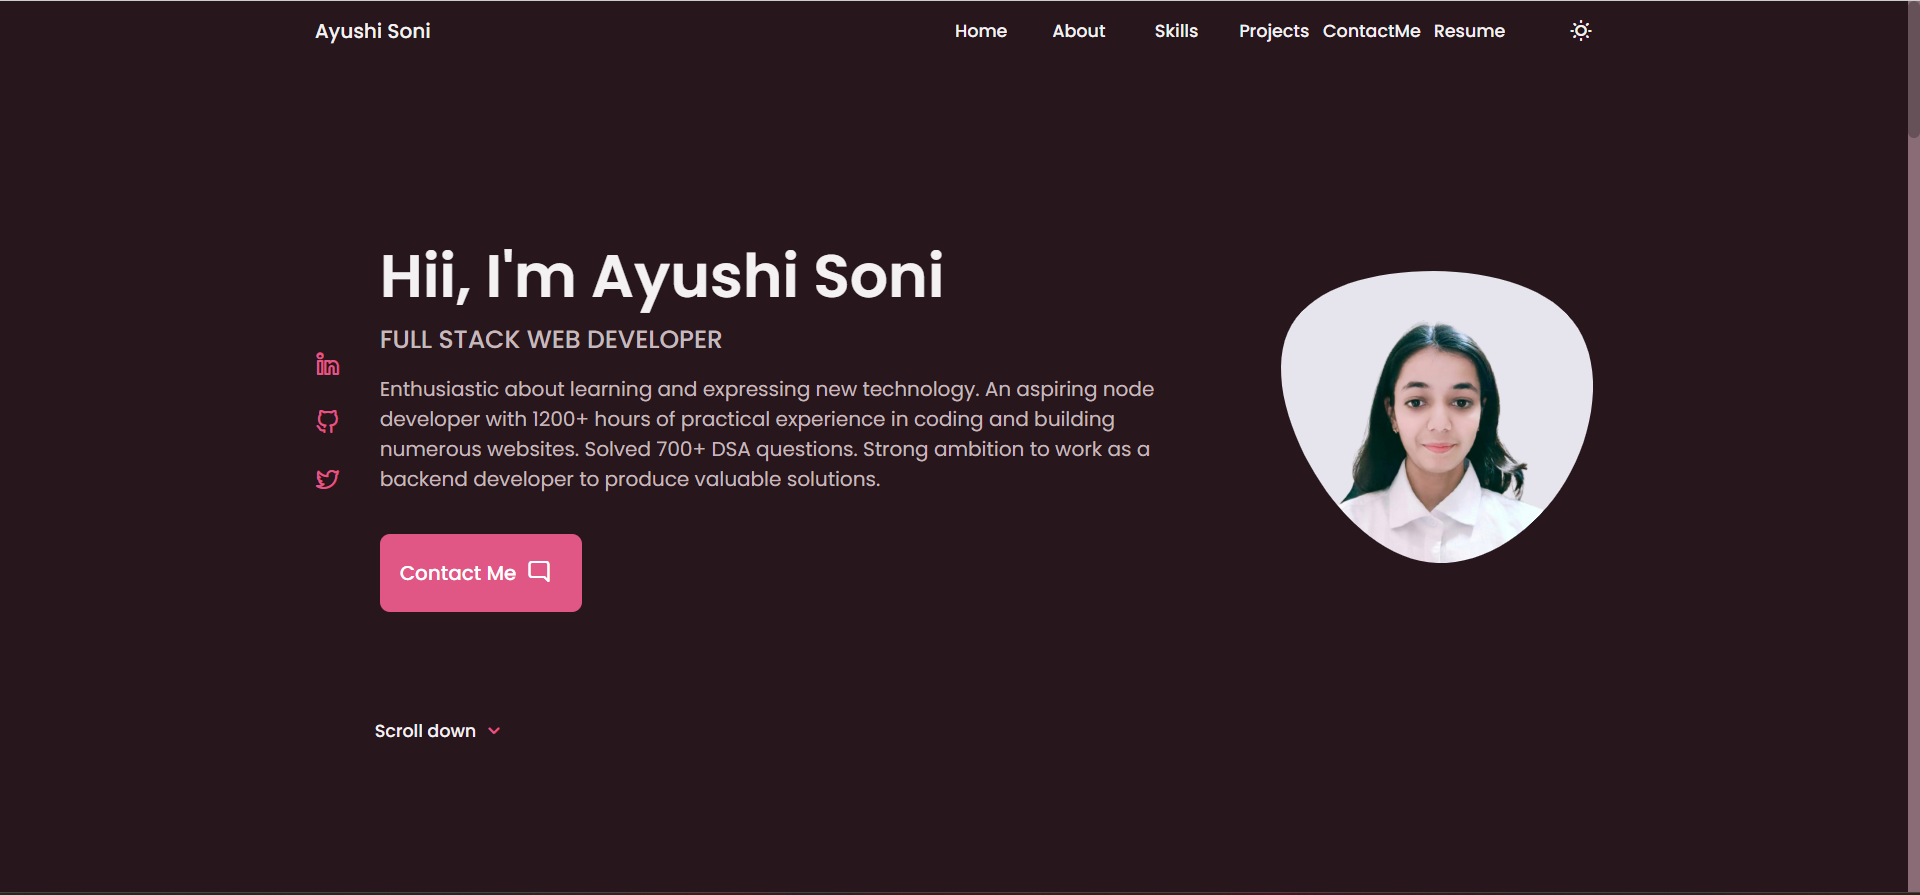 Ayushi Soni
Home About Skills Projects ContactMe Resume
Hii, I'm Ayushi Soni
FULL STACK WEB DEVELOPER
Enthusiastic about learning and expressing new technology. An aspiring node
developer with 1200+ hours of practical experience in coding and building
numerous websites. Solved 700+ DSA questions. Strong ambition to work as a
backend developer to produce valuable solutions.
Contact Me
Scroll down